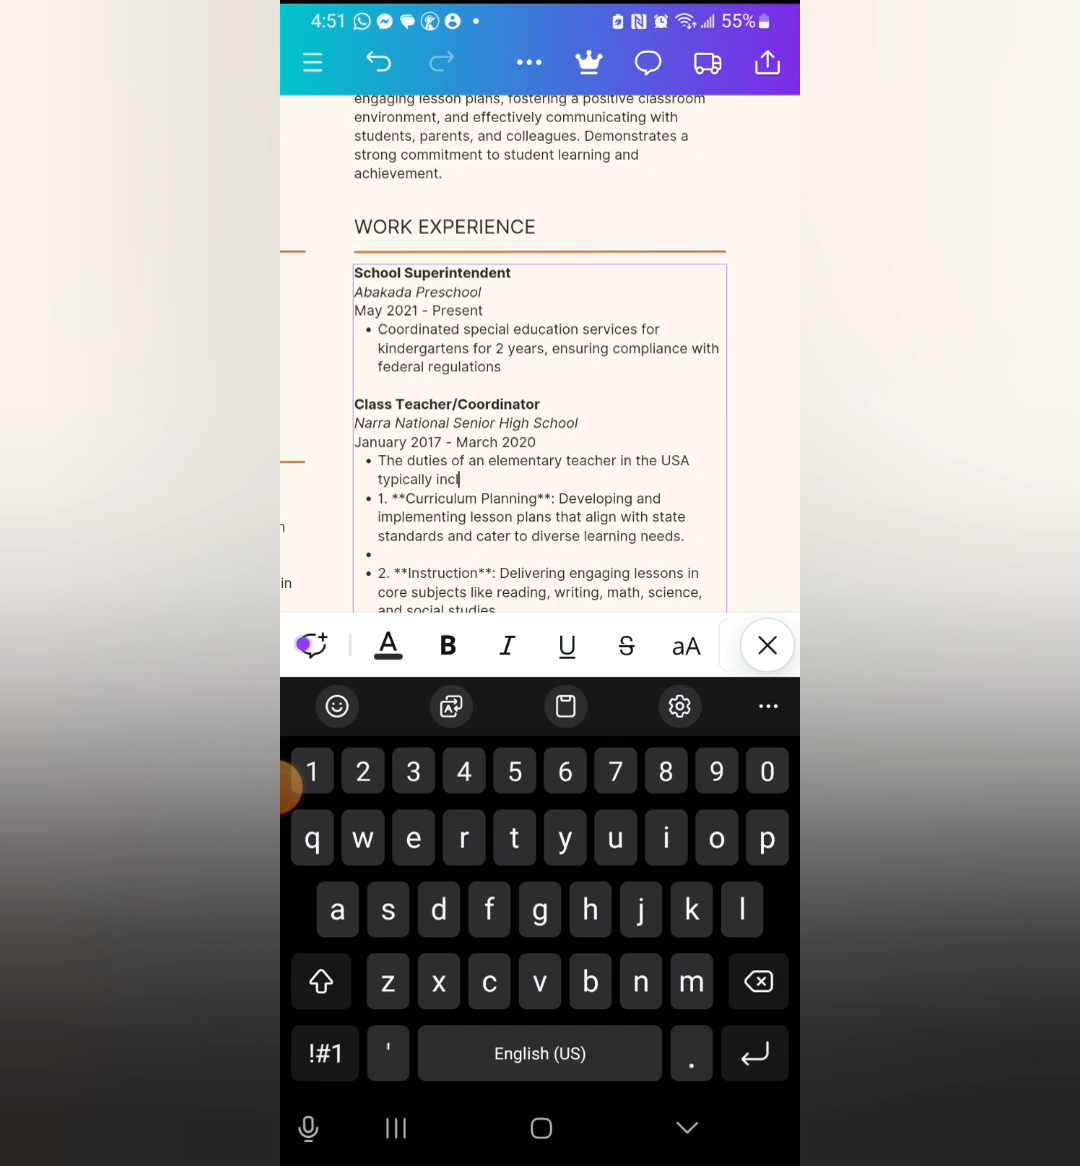 4:51
55%
engaging lesson plans, fostering a positive classroom
environment, and effectively communicating with
students, parents, and colleagues. Demonstrates a
strong commitment to student learning and
achievement.
WORK EXPERIENCE
School Superintendent
Abakada Preschool
May 2021 - Present
• Coordinated special education services for
kindergartens for 2 years, ensuring compliance with
federal regulations
Class Teacher/Coordinator
Narra National Senior High School
January 2017 - March 2020
• The duties of an elementary teacher in the USA
typically incl
• 1. **Curriculum Planning**: Developing and
implementing lesson plans that align with state
standards and cater to diverse learning needs.
•
• 2. **Instruction**: Delivering engaging lessons in
in
core subjects like reading, writing, math, science,
and social studies
A B I U S aA
1 2 3 4 5 6 7 8 9 0
q w e r t y u i o p
a s d f g h j k l
z x c v b n m
!#1 ' English (US) .